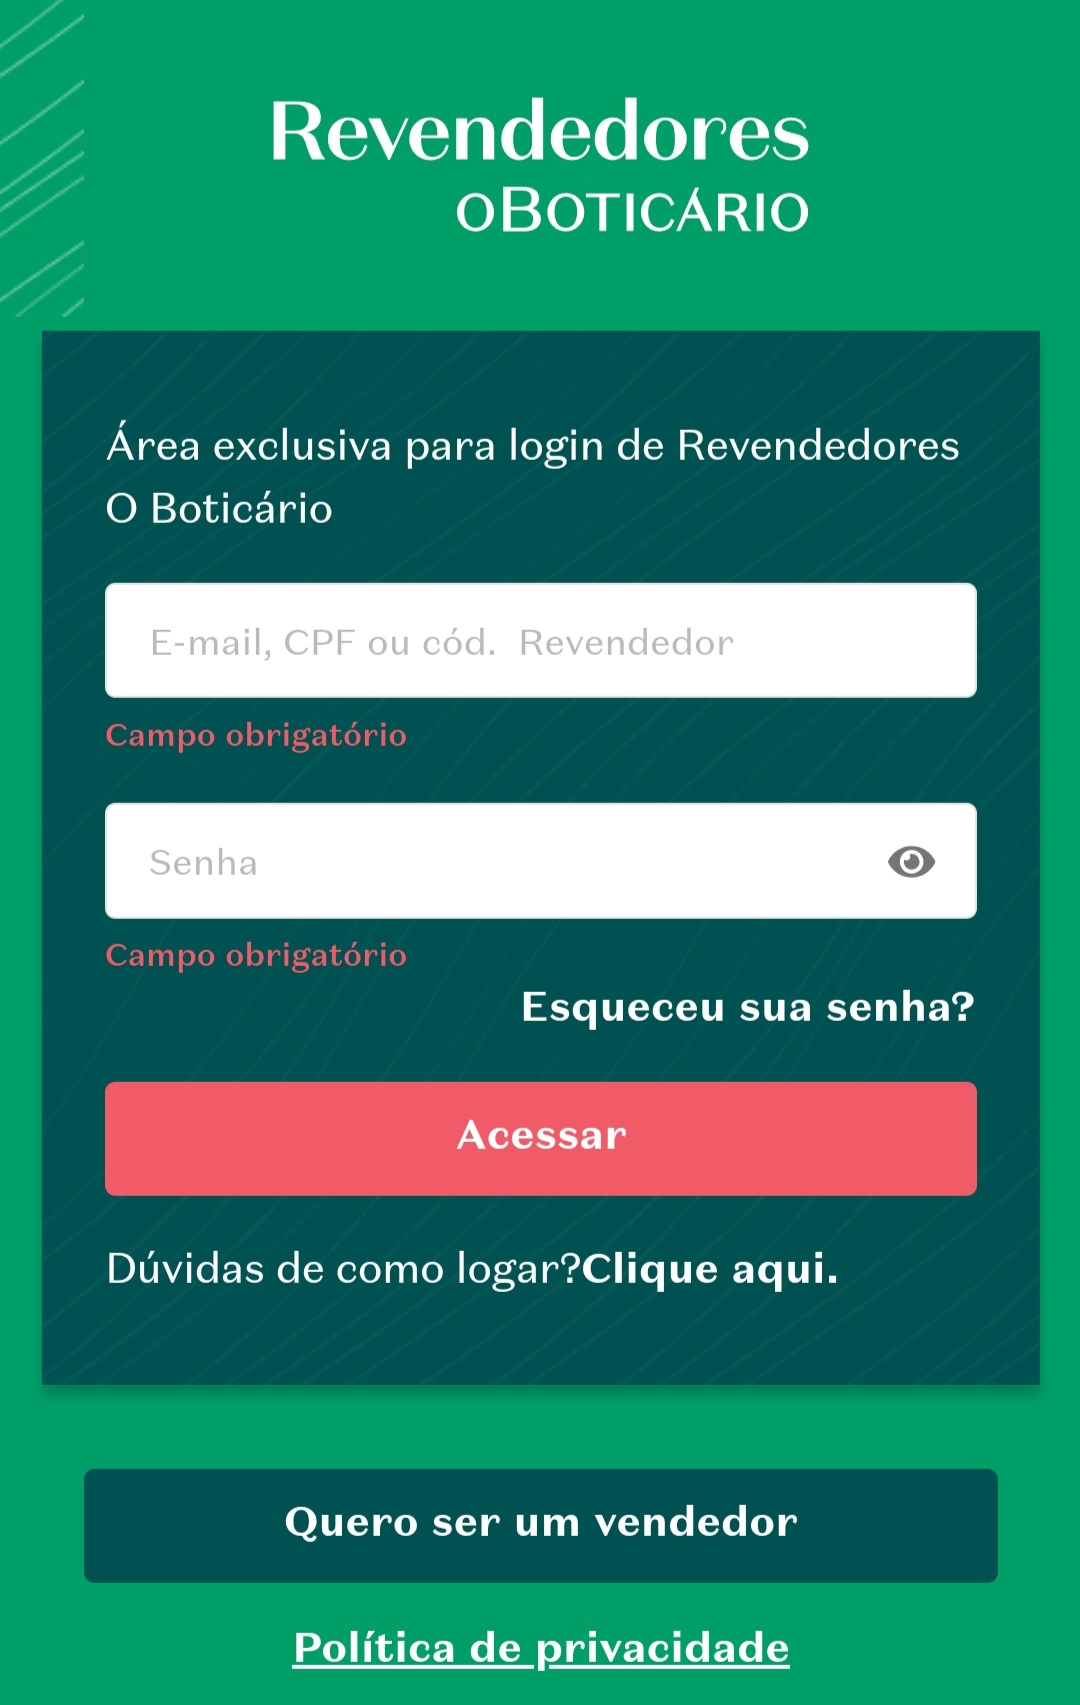 Revendedores
OBOTICÁRIO
Área exclusiva para login de Revendedores
O Boticário
E-mail, CPF ou cód.  Revendedor
Campo obrigatório
Senha
Campo obrigatório
Esqueceu sua senha?
Acessar
Dúvidas de como logar?Clique aqui.
Quero ser um vendedor
Política de privacidade